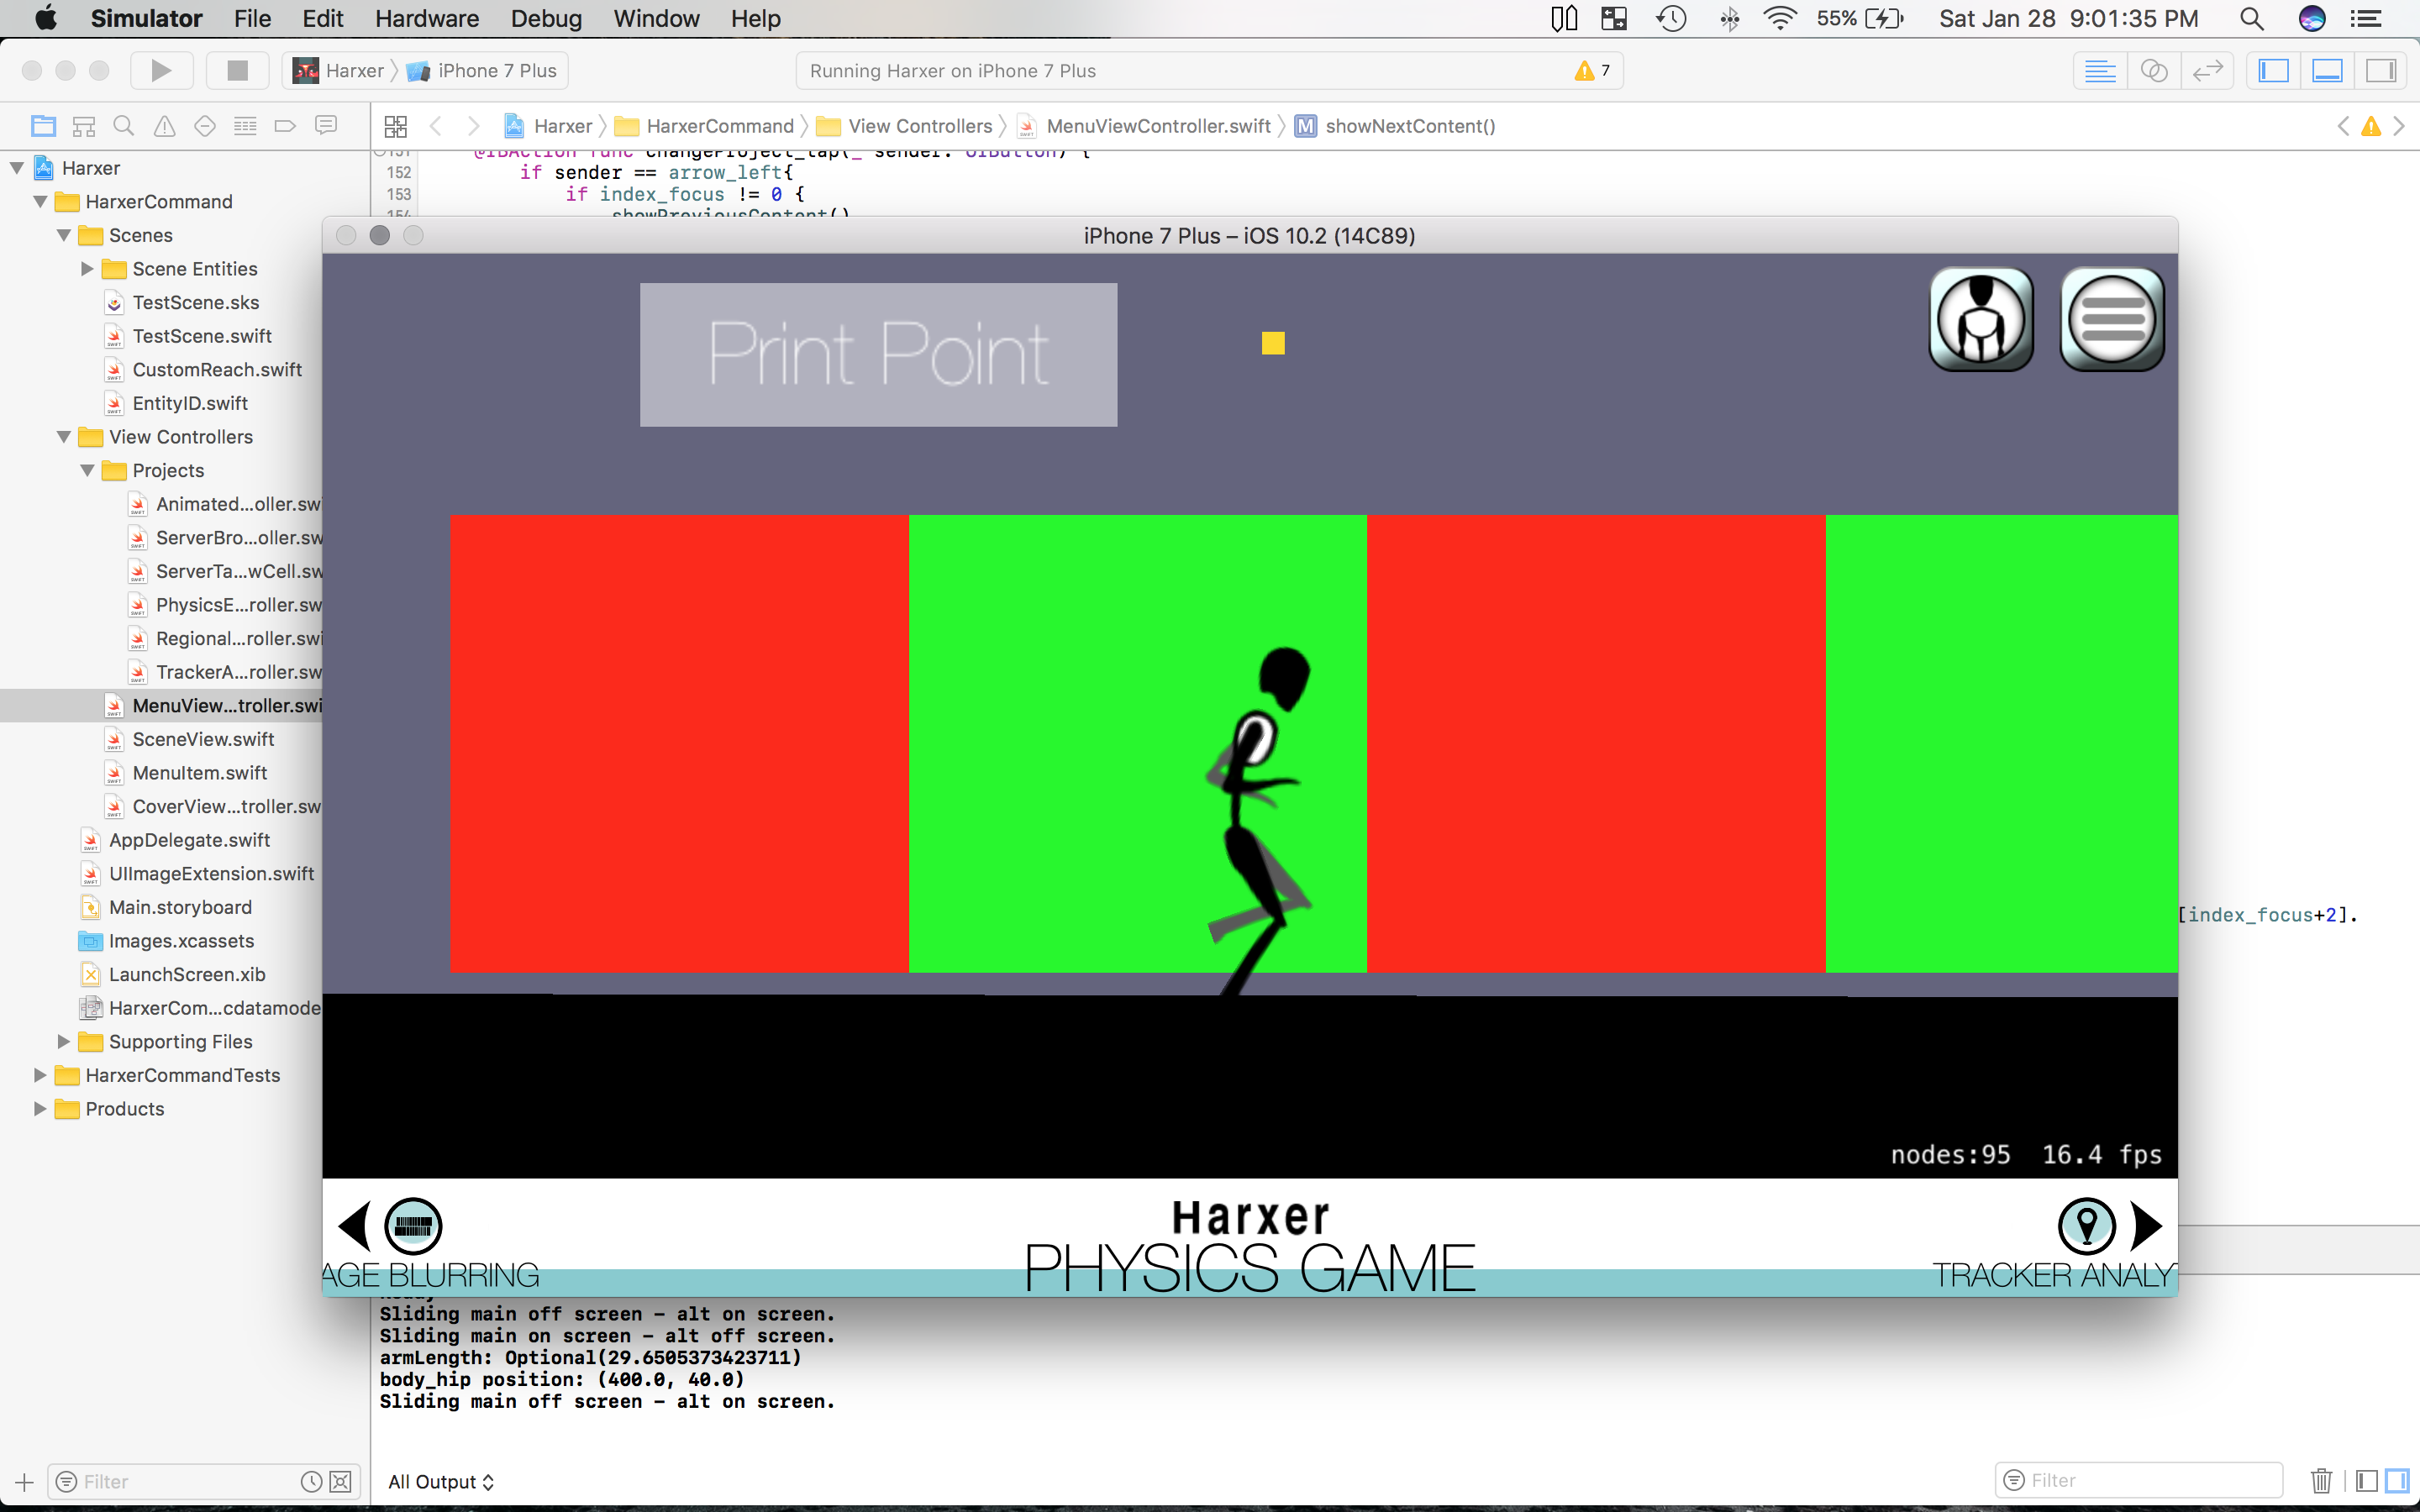 Simulator File Edit Hardware Debug Window Help 55% Sat Jan 28 9:01:35 PM
Harxer iPhone 7 Plus
Running Harxer on iPhone 7 Plus
7
Harxer HarxerCommand View Controllers MenuViewController.swift M showNextContent()
Harxer
HarxerCommand
Scenes
Scene Entities
TestScene.sks
TestScene.swift
CustomReach.swift
EntityID.swift
View Controllers
Projects
Animated...oller.swi
ServerBro...oller.sw
ServerTa...wCell.sw
PhysicsE...roller.sw
Regional...roller.swi
TrackerA...roller.sw
MenuView...troller.swi
SceneView.swift
MenuItem.swift
CoverView...troller.sw
AppDelegate.swift
UIImageExtension.swift
Main.storyboard
Images.xcassets
LaunchScreen.xib
HarxerCom...cdatamode
Supporting Files
HarxerCommandTests
Products
Filter
151 @IBAction func changeProject_tap(_ sender: UIButton) {
152 if sender == arrow_left{
153 if index_focus != 0 {
154 showPreviousContent()
[index_focus+2].
iPhone 7 Plus – iOS 10.2 (14C89)
Print Point
nodes:95 16.4 fps
AGE BLURRING
Harxer
PHYSICS GAME
TRACKER ANALY
Sliding main off screen - alt on screen.
Sliding main on screen - alt off screen.
armLength: Optional(29.6505373423711)
body_hip position: (400.0, 40.0)
Sliding main off screen - alt on screen.
All Output
Filter